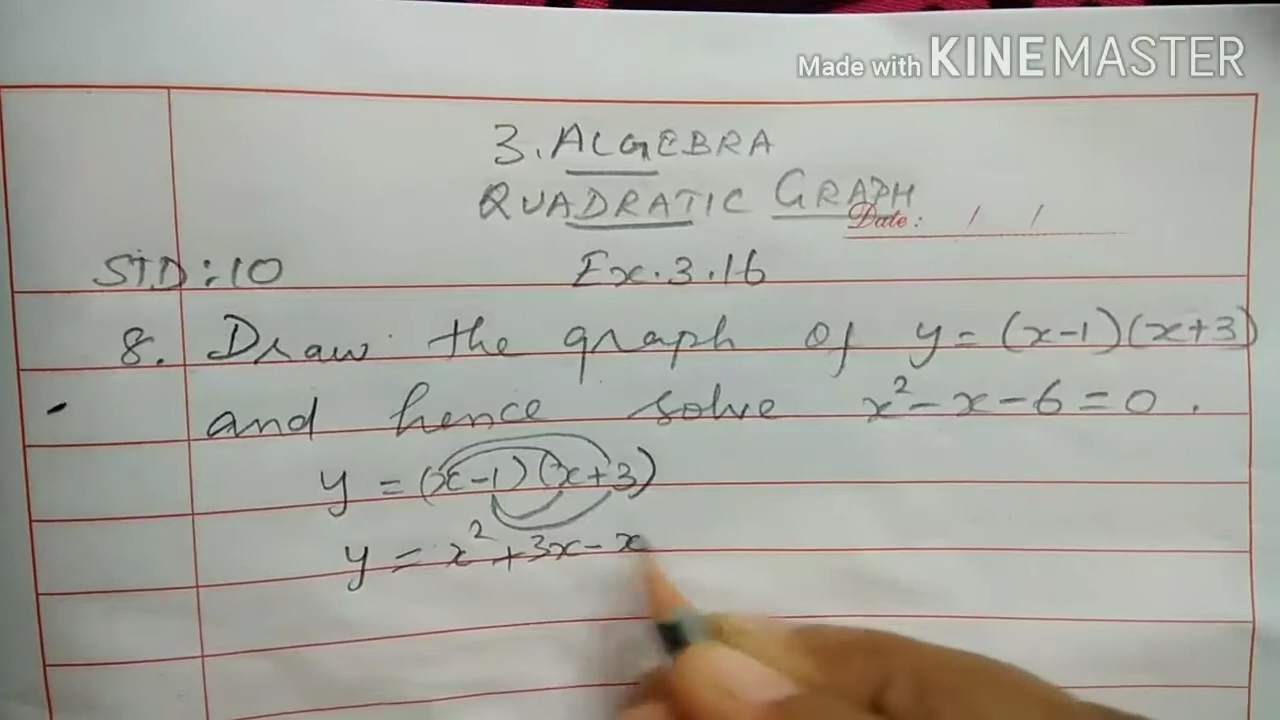 Made with KINEMASTER
3. ALGEBRA
QUADRATIC GRAPH
Date: / /
STD:10 Ex.3.16
8. Draw the graph of y=(x-1)(x+3)
and hence solve x²-x-6=0.
y=(x-1)(x+3)
y=x²+3x-x